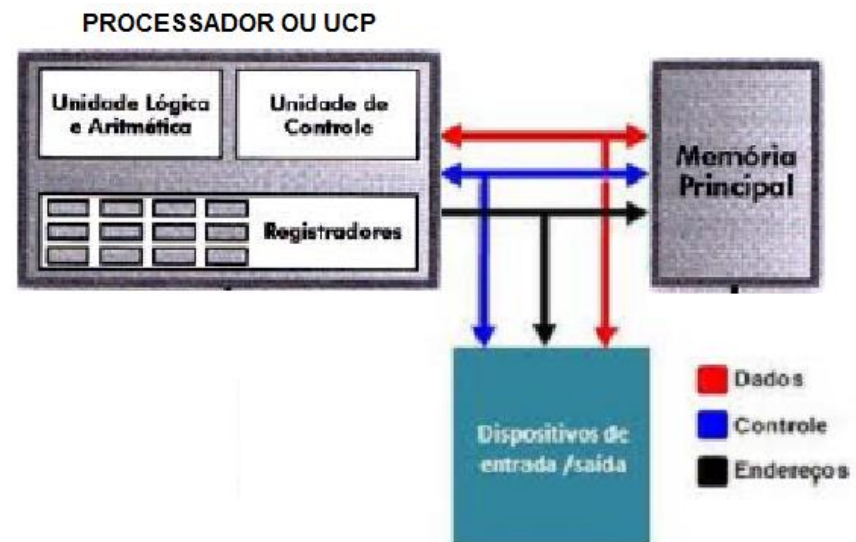 PROCESSADOR OU UCP
Unidade Lógica
e Aritmética
Unidade de
Controle
Registradores
Memória
Principal
Dispositivos de
entrada /saída
Dados
Controle
Endereços